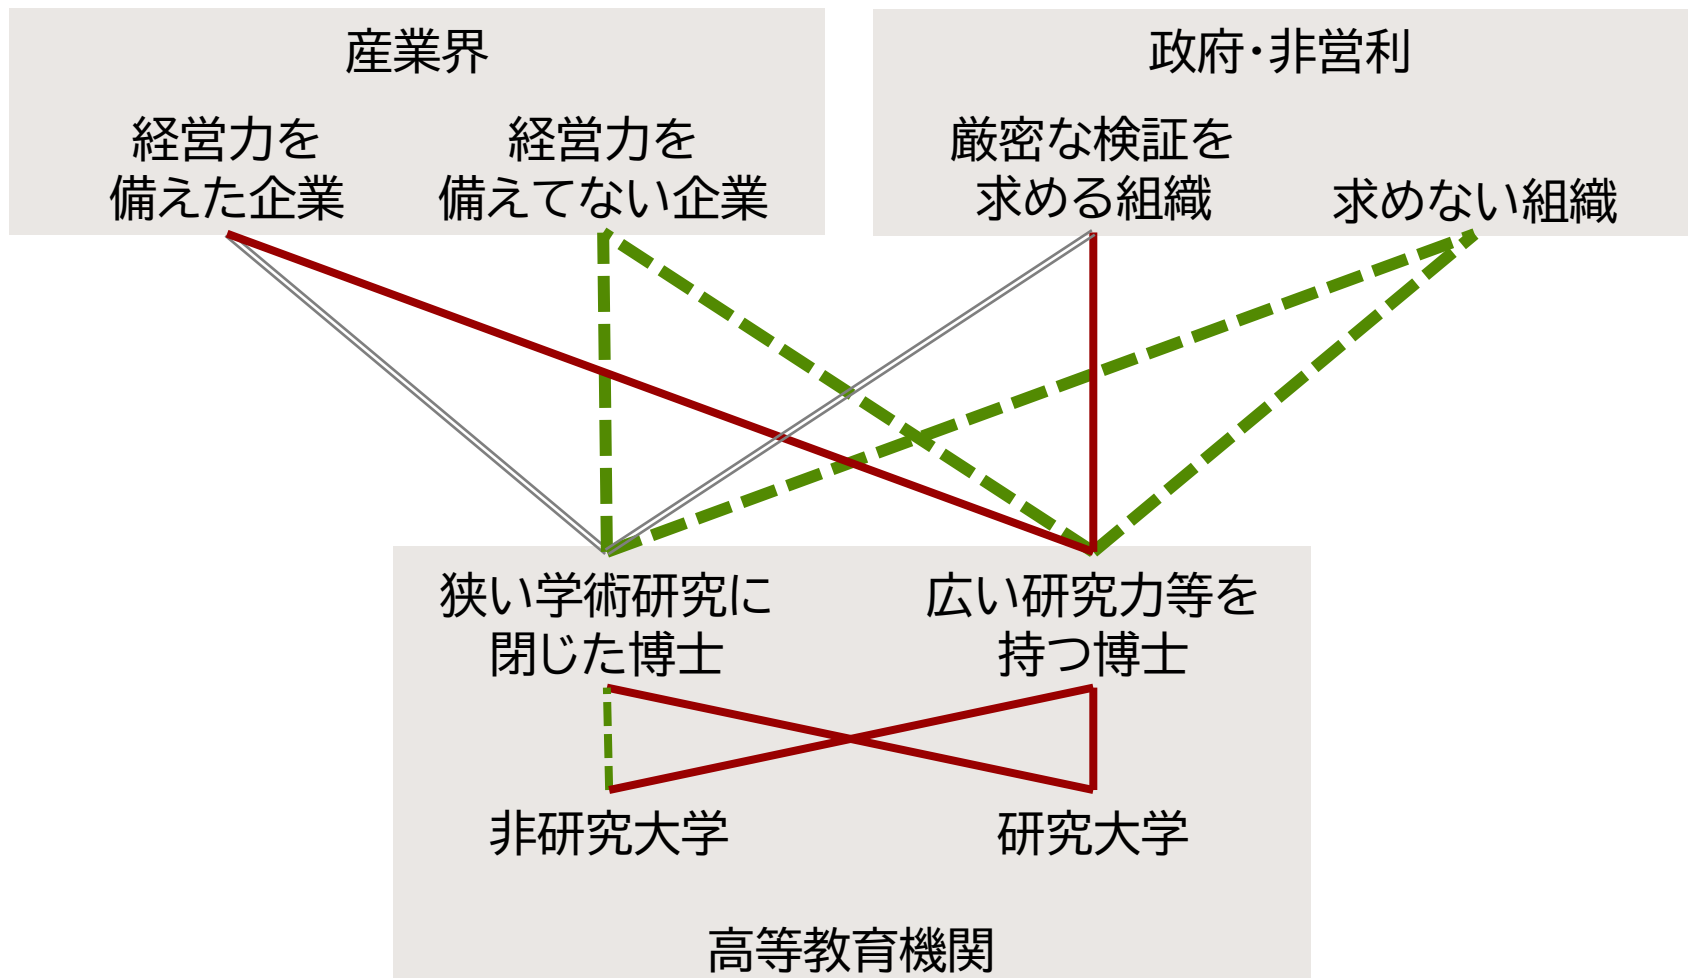 産業界
経営力を
備えた企業
経営力を
備えてない企業
政府・非営利
厳密な検証を
求める組織
求めない組織
狭い学術研究に
閉じた博士
広い研究力等を
持つ博士
非研究大学
研究大学
高等教育機関